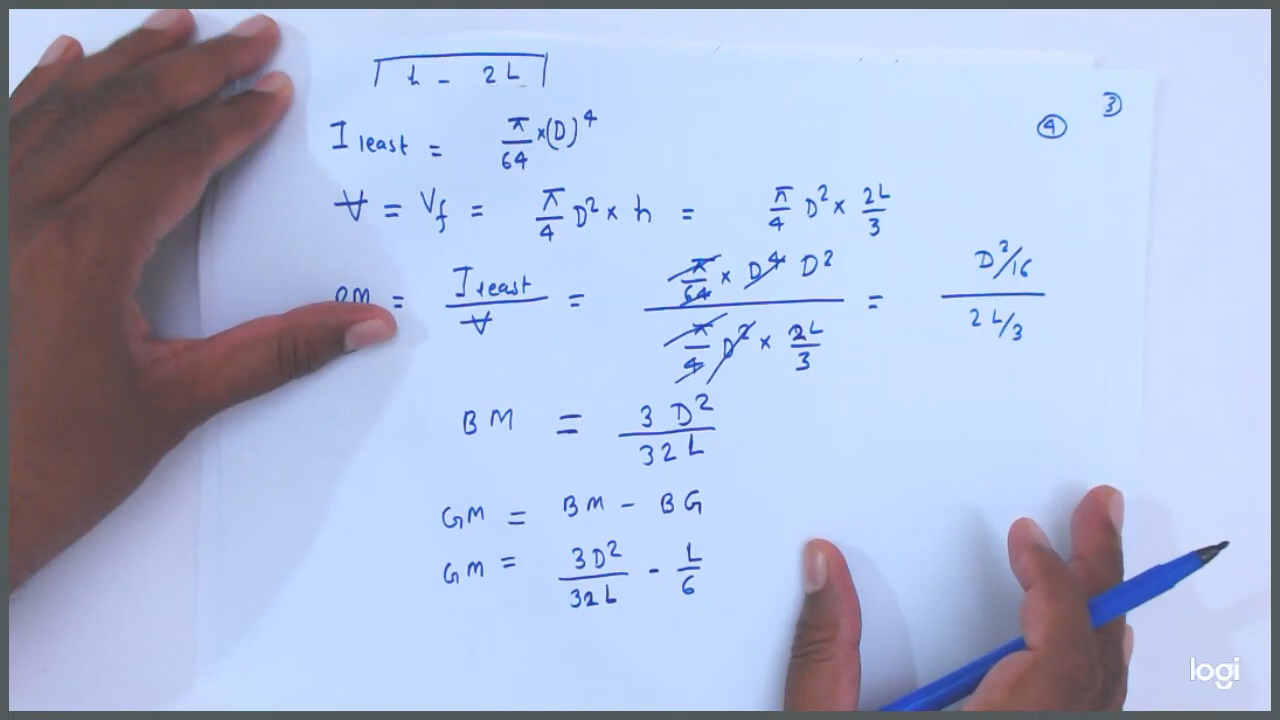 h - 2L
③
④
I least = π/64 × (D)⁴
V = Vf = π/4 D² × h = π/4 D² × 2L/3
BM = I least / V = π/64 × D⁴ D² / π/4 D² × 2L/3 = D²/16 / 2L/3
BM = 3D² / 32L
GM = BM - BG
GM = 3D²/32L - L/6
logi